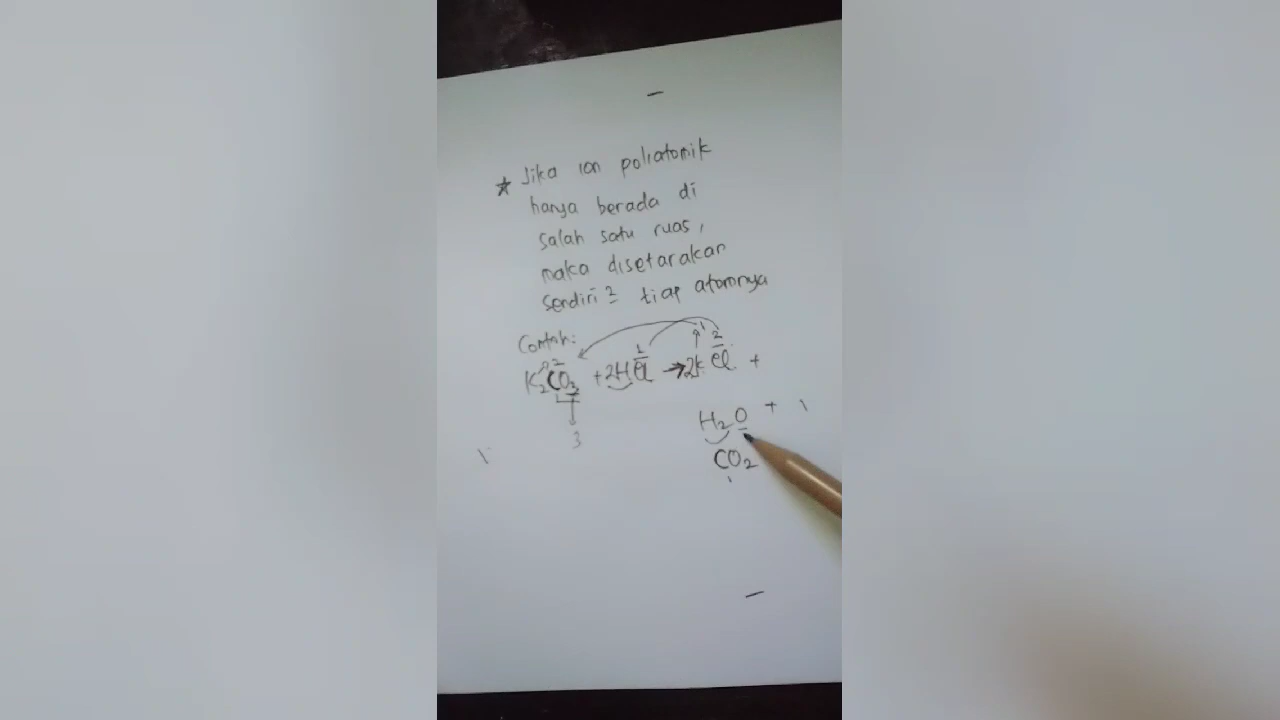 ★ Jika ion poliatomik
hanya berada di
salah satu ruas,
maka disetarakan
sendiri² tiap atomnya
Contoh:
K₂CO₃ + 2HCl → 2KCl +
H₂O +
CO₂
3